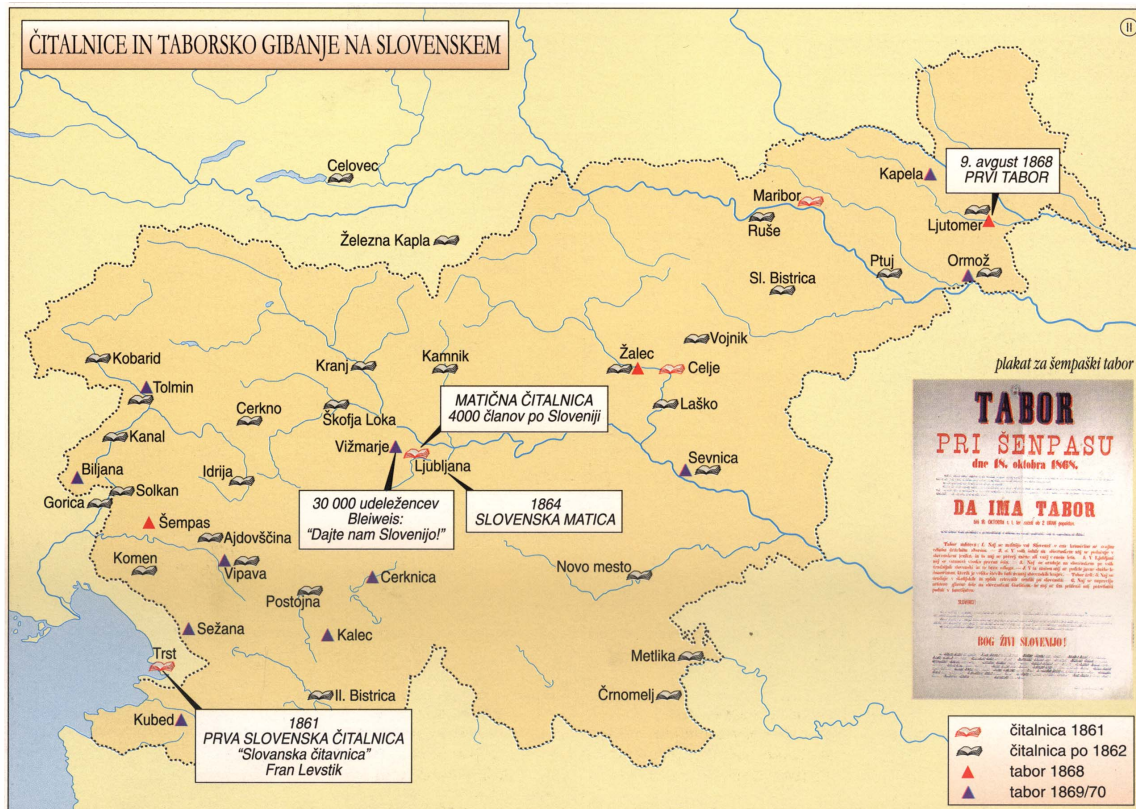 II
ČITALNICE IN TABORSKO GIBANJE NA SLOVENSKEM
Celovec
Železna Kapla
Maribor
Ruše
Kapela
9. avgust 1868
PRVI TABOR
Ljutomer
Ptuj
Ormož
Sl. Bistrica
Vojnik
Kobarid
Tolmin
Kranj
Kamnik
Žalec
Celje
Cerkno
Škofja Loka
MATIČNA ČITALNICA
4000 članov po Sloveniji
Laško
Kanal
Vižmarje
Ljubljana
Biljana
Solkan
Idrija
Sevnica
Gorica
30 000 udeležencev
Bleiweis:
“Dajte nam Slovenijo!”
1864
SLOVENSKA MATICA
Šempas
Ajdovščina
Komen
Vipava
Cerknica
Novo mesto
Postojna
Sežana
Kalec
Trst
Metlika
Il. Bistrica
Črnomelj
Kubed
1861
PRVA SLOVENSKA ČITALNICA
“Slovanska čitavnica”
Fran Levstik
plakat za šempaški tabor
TABOR
PRI ŠENPASU
dne 18. oktobra 1868.
DA IMA TABOR
BOG ŽIVI SLOVENIJO!
čitalnica 1861
čitalnica po 1862
tabor 1868
tabor 1869/70